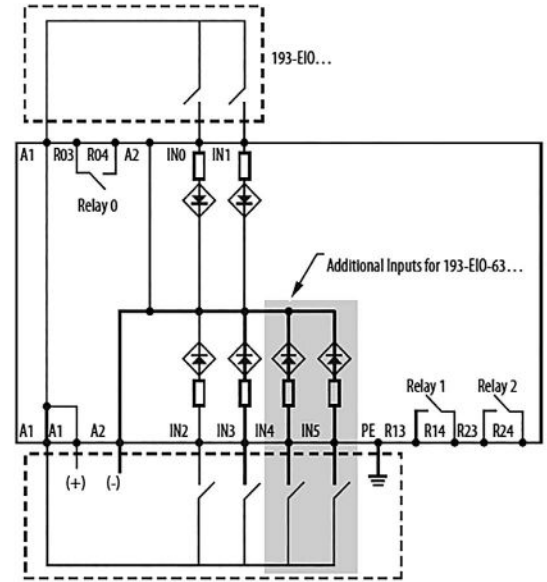 193-EIO...
A1 R03 R04 A2 IN0 IN1
Relay 0
Additional Inputs for 193-EIO-63...
Relay 1 Relay 2
A1 A1 A2 IN2 IN3 IN4 IN5 PE R13 R14 R23 R24
(+) (-)